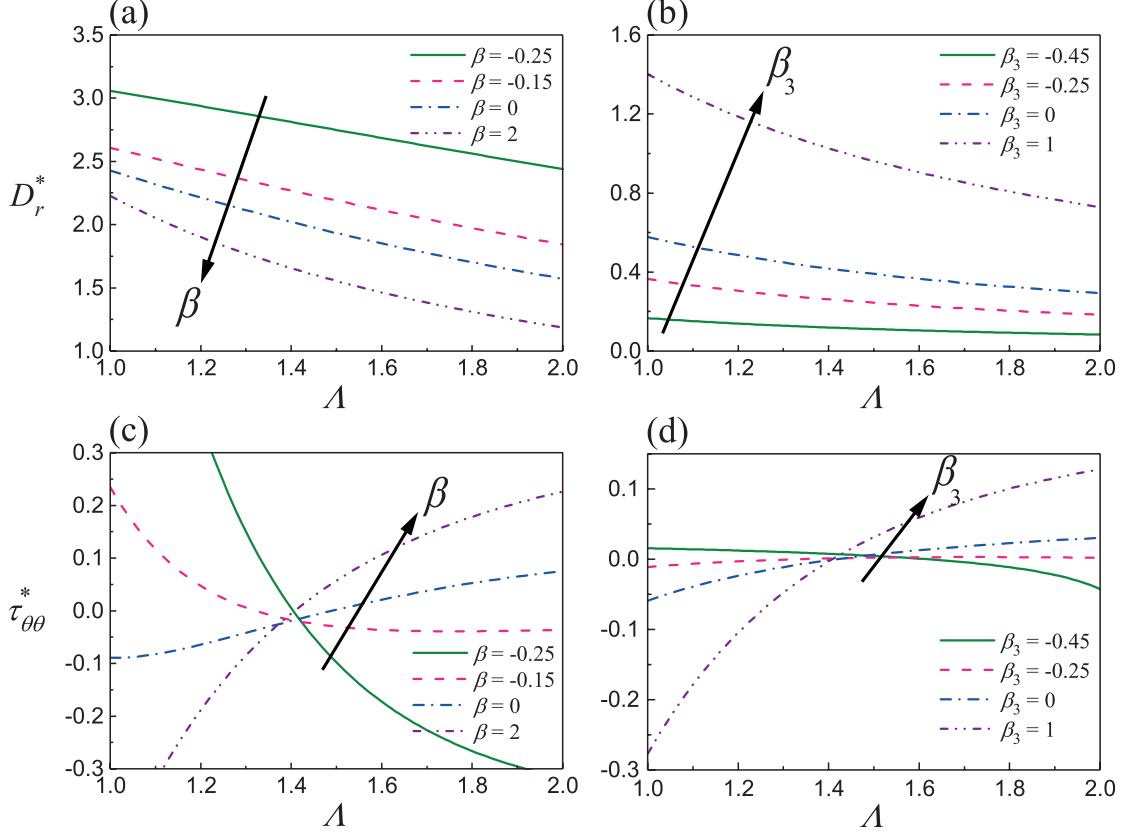 (a)
3.5
3.0
2.5
2.0
1.5
1.0
D*r
β = -0.25
β = -0.15
β = 0
β = 2
β
1.0 1.2 1.4 1.6 1.8 2.0
Λ
(b)
1.6
1.2
0.8
0.4
0.0
β3
β3 = -0.45
β3 = -0.25
β3 = 0
β3 = 1
1.0 1.2 1.4 1.6 1.8 2.0
Λ
(c)
0.3
0.2
0.1
0.0
-0.1
-0.2
-0.3
τ*θθ
β
β = -0.25
β = -0.15
β = 0
β = 2
1.0 1.2 1.4 1.6 1.8 2.0
Λ
(d)
0.1
0.0
-0.1
-0.2
-0.3
β3
β3 = -0.45
β3 = -0.25
β3 = 0
β3 = 1
1.0 1.2 1.4 1.6 1.8 2.0
Λ